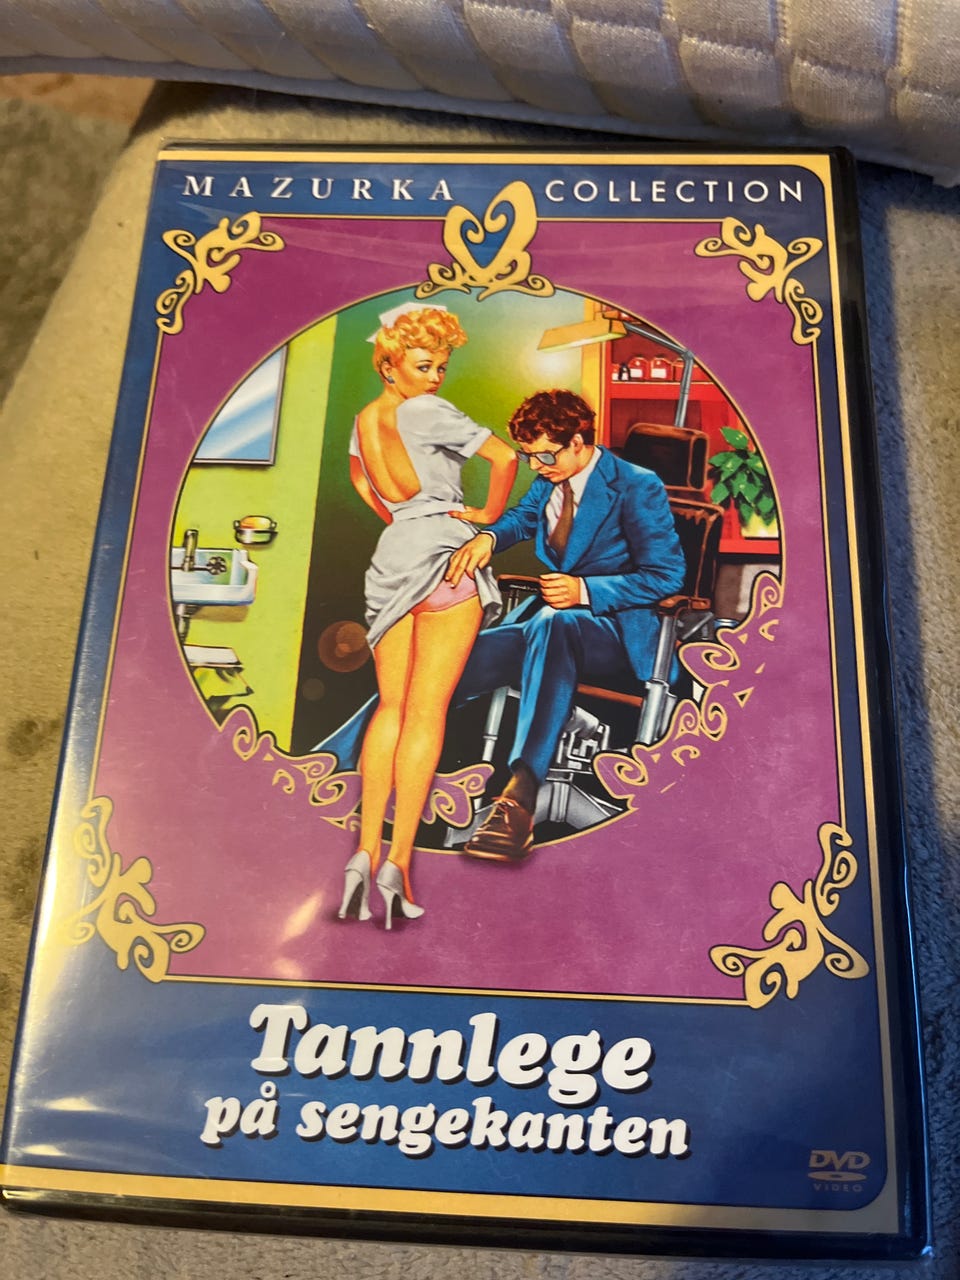 MAZURKA COLLECTION
Tannlege
på sengekanten
DVD
VIDEO